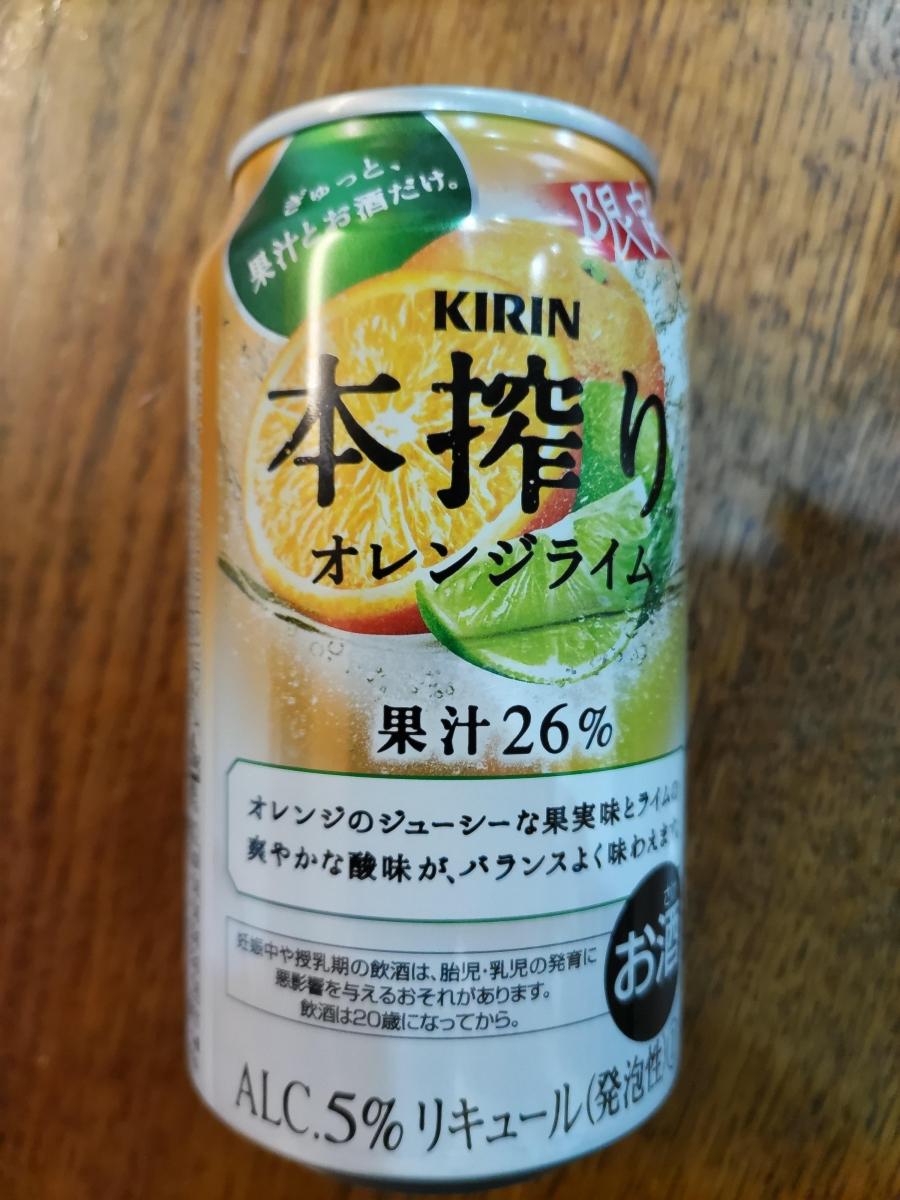 ぎゅっと、
果汁とお酒だけ。
限定
KIRIN
本搾り
オレンジライム
果汁26%
オレンジのジューシーな果実味とライムの
爽やかな酸味が、バランスよく味わえます
お酒
妊娠中や授乳期の飲酒は、胎児・乳児の発育に
悪影響を与えるおそれがあります。
飲酒は20歳になってから。
ALC.5% リキュール(発泡性)